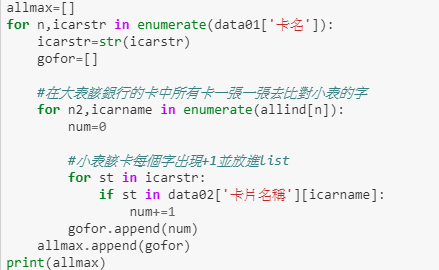 allmax=[]
for n,icarstr in enumerate(data01['卡名']):
    icarstr=str(icarstr)
    gofor=[]

    #在大表該銀行的卡中所有卡一張一張去比對小表的字
    for n2,icarname in enumerate(allind[n]):
        num=0

        #小表該卡每個字出現+1並放進list
        for st in icarstr:
            if st in data02['卡片名稱'][icarname]:
                num+=1
        gofor.append(num)
    allmax.append(gofor)
print(allmax)